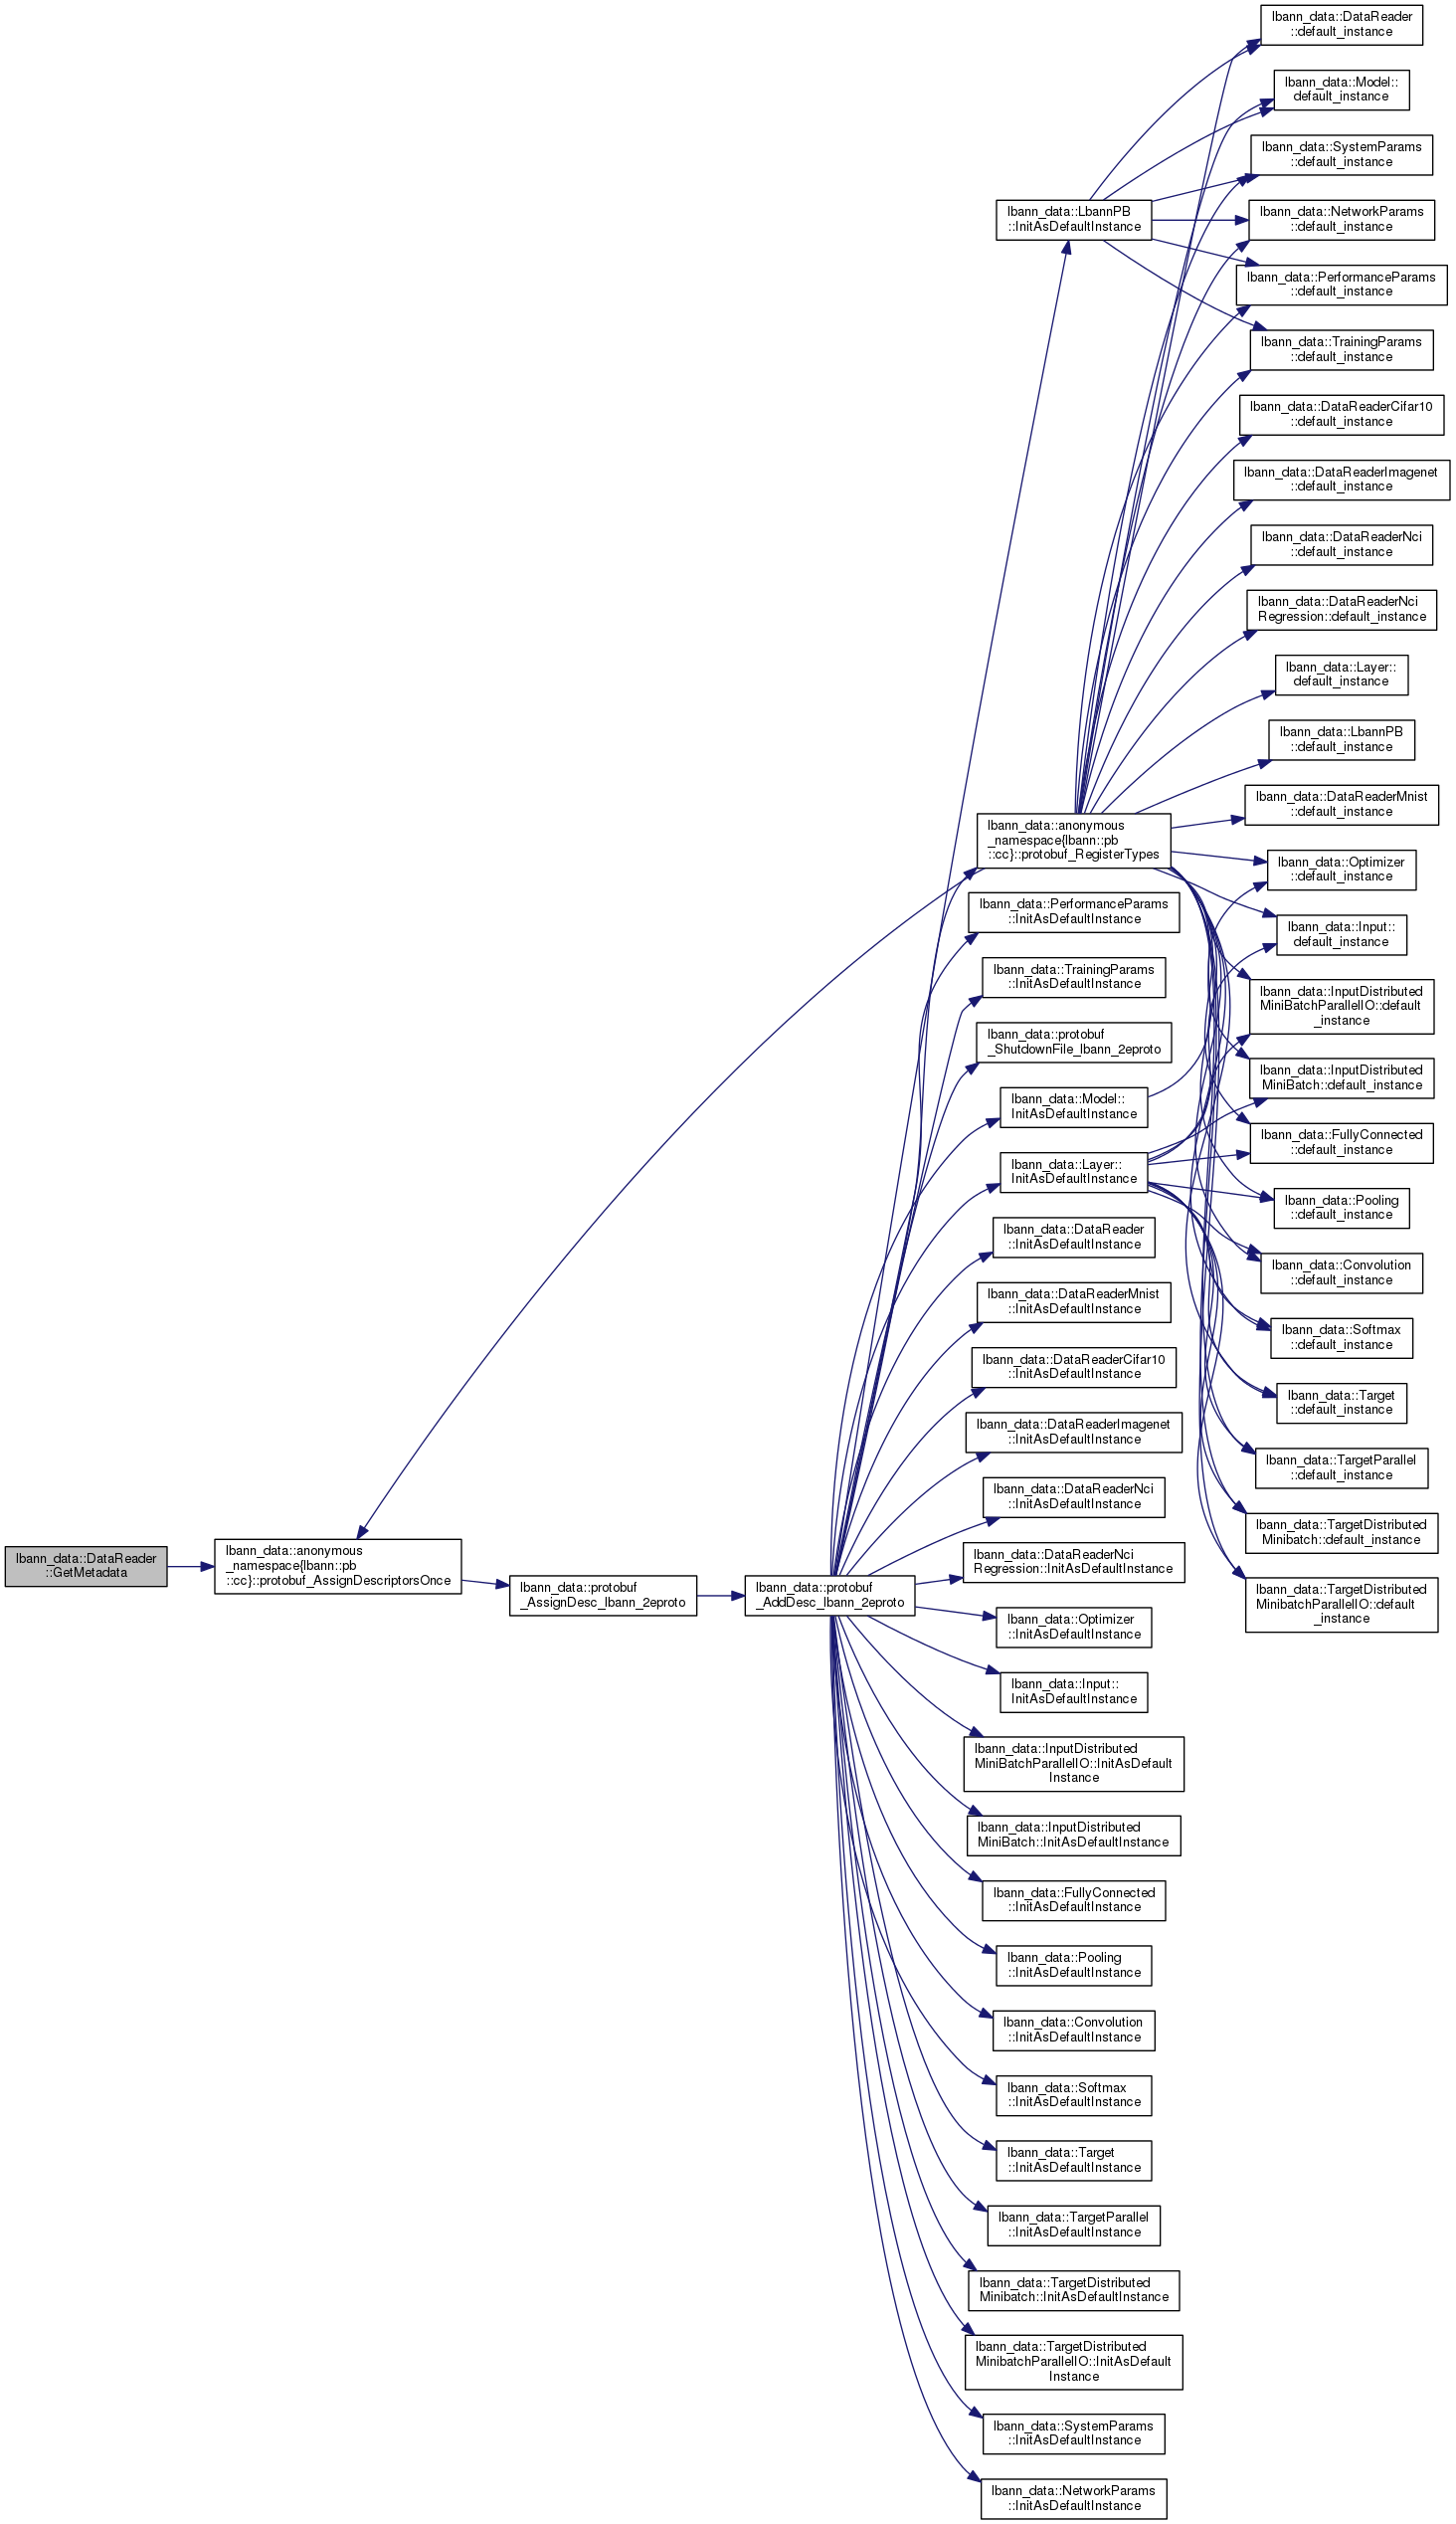 lbann_data::DataReader
::GetMetadata
lbann_data::anonymous
_namespace{lbann::pb
::cc}::protobuf_AssignDescriptorsOnce
lbann_data::protobuf
_AssignDesc_lbann_2eproto
lbann_data::protobuf
_AddDesc_lbann_2eproto
lbann_data::LbannPB
::InitAsDefaultInstance
lbann_data::anonymous
_namespace{lbann::pb
::cc}::protobuf_RegisterTypes
lbann_data::PerformanceParams
::InitAsDefaultInstance
lbann_data::TrainingParams
::InitAsDefaultInstance
lbann_data::protobuf
_ShutdownFile_lbann_2eproto
lbann_data::Model::
InitAsDefaultInstance
lbann_data::Layer::
InitAsDefaultInstance
lbann_data::DataReader
::InitAsDefaultInstance
lbann_data::DataReaderMnist
::InitAsDefaultInstance
lbann_data::DataReaderCifar10
::InitAsDefaultInstance
lbann_data::DataReaderImagenet
::InitAsDefaultInstance
lbann_data::DataReaderNci
::InitAsDefaultInstance
lbann_data::DataReaderNci
Regression::InitAsDefaultInstance
lbann_data::Optimizer
::InitAsDefaultInstance
lbann_data::Input::
InitAsDefaultInstance
lbann_data::InputDistributed
MiniBatchParallelIO::InitAsDefault
Instance
lbann_data::InputDistributed
MiniBatch::InitAsDefaultInstance
lbann_data::FullyConnected
::InitAsDefaultInstance
lbann_data::Pooling
::InitAsDefaultInstance
lbann_data::Convolution
::InitAsDefaultInstance
lbann_data::Softmax
::InitAsDefaultInstance
lbann_data::Target
::InitAsDefaultInstance
lbann_data::TargetParallel
::InitAsDefaultInstance
lbann_data::TargetDistributed
Minibatch::InitAsDefaultInstance
lbann_data::TargetDistributed
MinibatchParallelIO::InitAsDefault
Instance
lbann_data::SystemParams
::InitAsDefaultInstance
lbann_data::NetworkParams
::InitAsDefaultInstance
lbann_data::DataReader
::default_instance
lbann_data::Model::
default_instance
lbann_data::SystemParams
::default_instance
lbann_data::NetworkParams
::default_instance
lbann_data::PerformanceParams
::default_instance
lbann_data::TrainingParams
::default_instance
lbann_data::DataReaderCifar10
::default_instance
lbann_data::DataReaderImagenet
::default_instance
lbann_data::DataReaderNci
::default_instance
lbann_data::DataReaderNci
Regression::default_instance
lbann_data::Layer::
default_instance
lbann_data::LbannPB
::default_instance
lbann_data::DataReaderMnist
::default_instance
lbann_data::Optimizer
::default_instance
lbann_data::Input::
default_instance
lbann_data::InputDistributed
MiniBatchParallelIO::default
_instance
lbann_data::InputDistributed
MiniBatch::default_instance
lbann_data::FullyConnected
::default_instance
lbann_data::Pooling
::default_instance
lbann_data::Convolution
::default_instance
lbann_data::Softmax
::default_instance
lbann_data::Target
::default_instance
lbann_data::TargetParallel
::default_instance
lbann_data::TargetDistributed
Minibatch::default_instance
lbann_data::TargetDistributed
MinibatchParallelIO::default
_instance